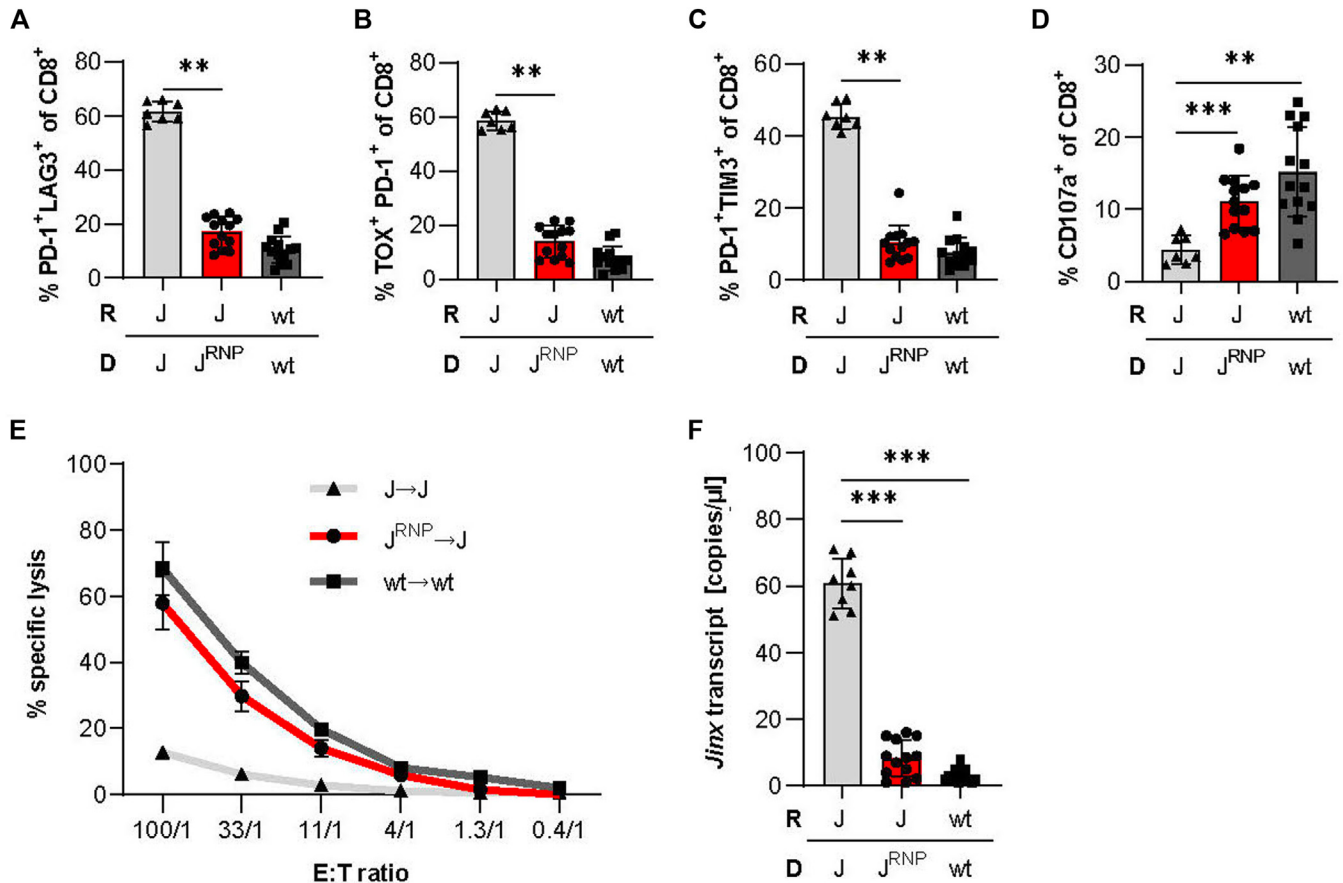 A
% PD-1⁺LAG3⁺ of CD8⁺
80
60
40
20
0
**
R J J wt
D J Jᴿᴺᴾ wt
B
% TOX⁺ PD-1⁺ of CD8⁺
80
60
40
20
0
**
R J J wt
D J Jᴿᴺᴾ wt
C
% PD-1⁺TIM3⁺ of CD8⁺
60
40
20
0
**
R J J wt
D J Jᴿᴺᴾ wt
D
% CD107a⁺ of CD8⁺
30
20
10
0
**
***
R J J wt
D J Jᴿᴺᴾ wt
E
% specific lysis
100
80
60
40
20
0
J→J
Jᴿᴺᴾ→J
wt→wt
100/1 33/1 11/1 4/1 1.3/1 0.4/1
E:T ratio
F
Jinx transcript [copies/µl]
100
80
60
40
20
0
***
***
R J J wt
D J Jᴿᴺᴾ wt